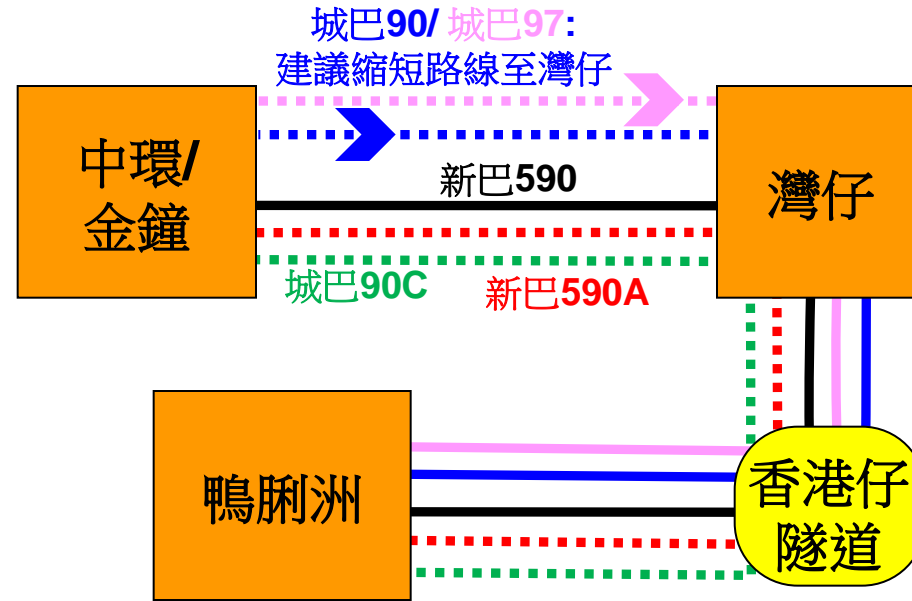 城巴90/ 城巴97:
建議縮短路線至灣仔
中環/
金鐘
新巴590
灣仔
城巴90C
新巴590A
鴨脷洲
香港仔
隧道